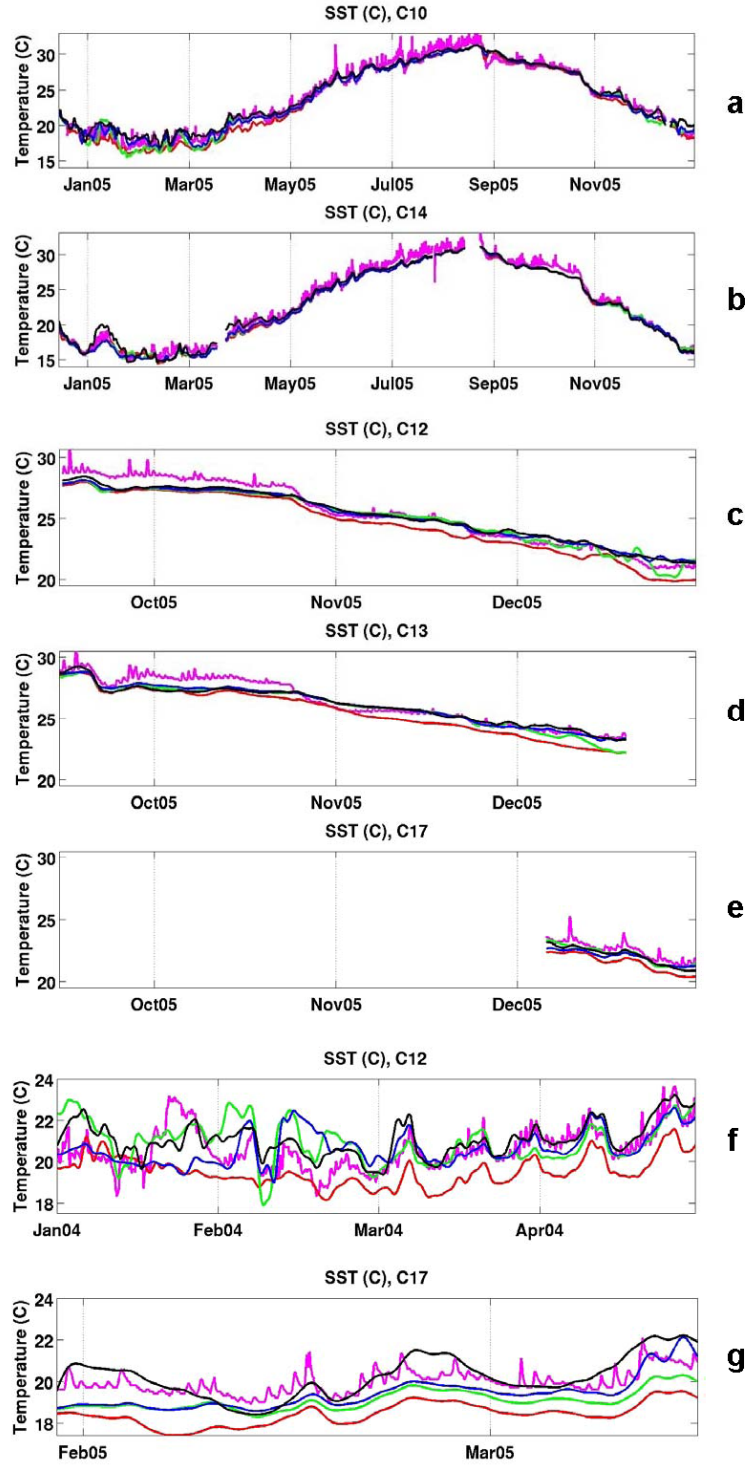 SST (C), C10
Temperature (C)
30
25
20
15
Jan05 Mar05 May05 Jul05 Sep05 Nov05
a
SST (C), C14
Temperature (C)
30
25
20
15
Jan05 Mar05 May05 Jul05 Sep05 Nov05
b
SST (C), C12
Temperature (C)
30
25
20
Oct05 Nov05 Dec05
c
SST (C), C13
Temperature (C)
30
25
20
Oct05 Nov05 Dec05
d
SST (C), C17
Temperature (C)
30
25
20
Oct05 Nov05 Dec05
e
SST (C), C12
Temperature (C)
24
22
20
18
Jan04 Feb04 Mar04 Apr04
f
SST (C), C17
Temperature (C)
24
22
20
18
Feb05 Mar05
g